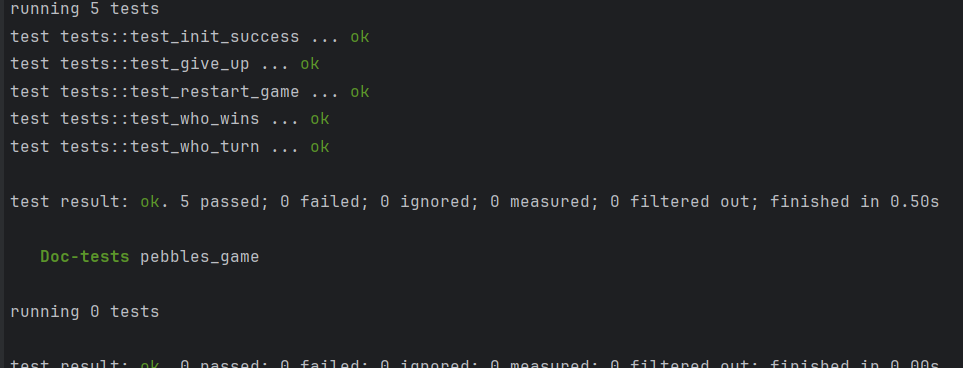 running 5 tests
test tests::test_init_success ... ok
test tests::test_give_up ... ok
test tests::test_restart_game ... ok
test tests::test_who_wins ... ok
test tests::test_who_turn ... ok
test result: ok. 5 passed; 0 failed; 0 ignored; 0 measured; 0 filtered out; finished in 0.50s
Doc-tests pebbles_game
running 0 tests
test result: ok. 0 passed; 0 failed; 0 ignored; 0 measured; 0 filtered out; finished in 0.00s